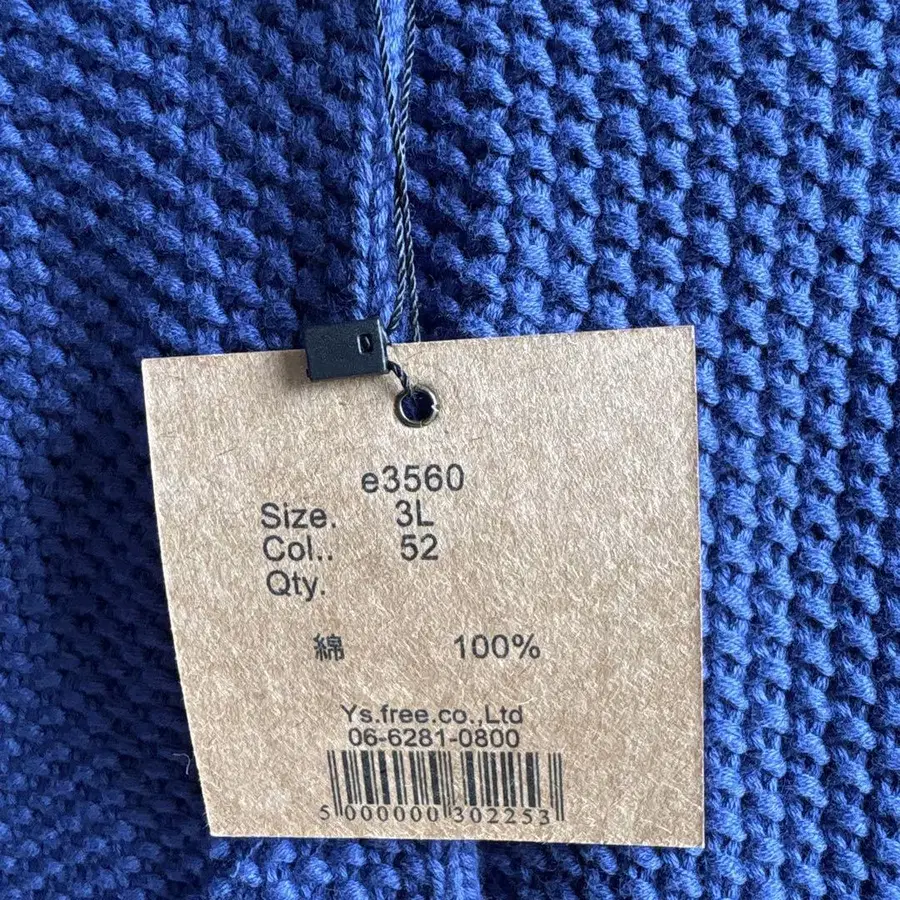 e3560
Size. 3L
Col.. 52
Qty.
綿 100%
Ys.free.co.,Ltd
06-6281-0800
5 000000 302253